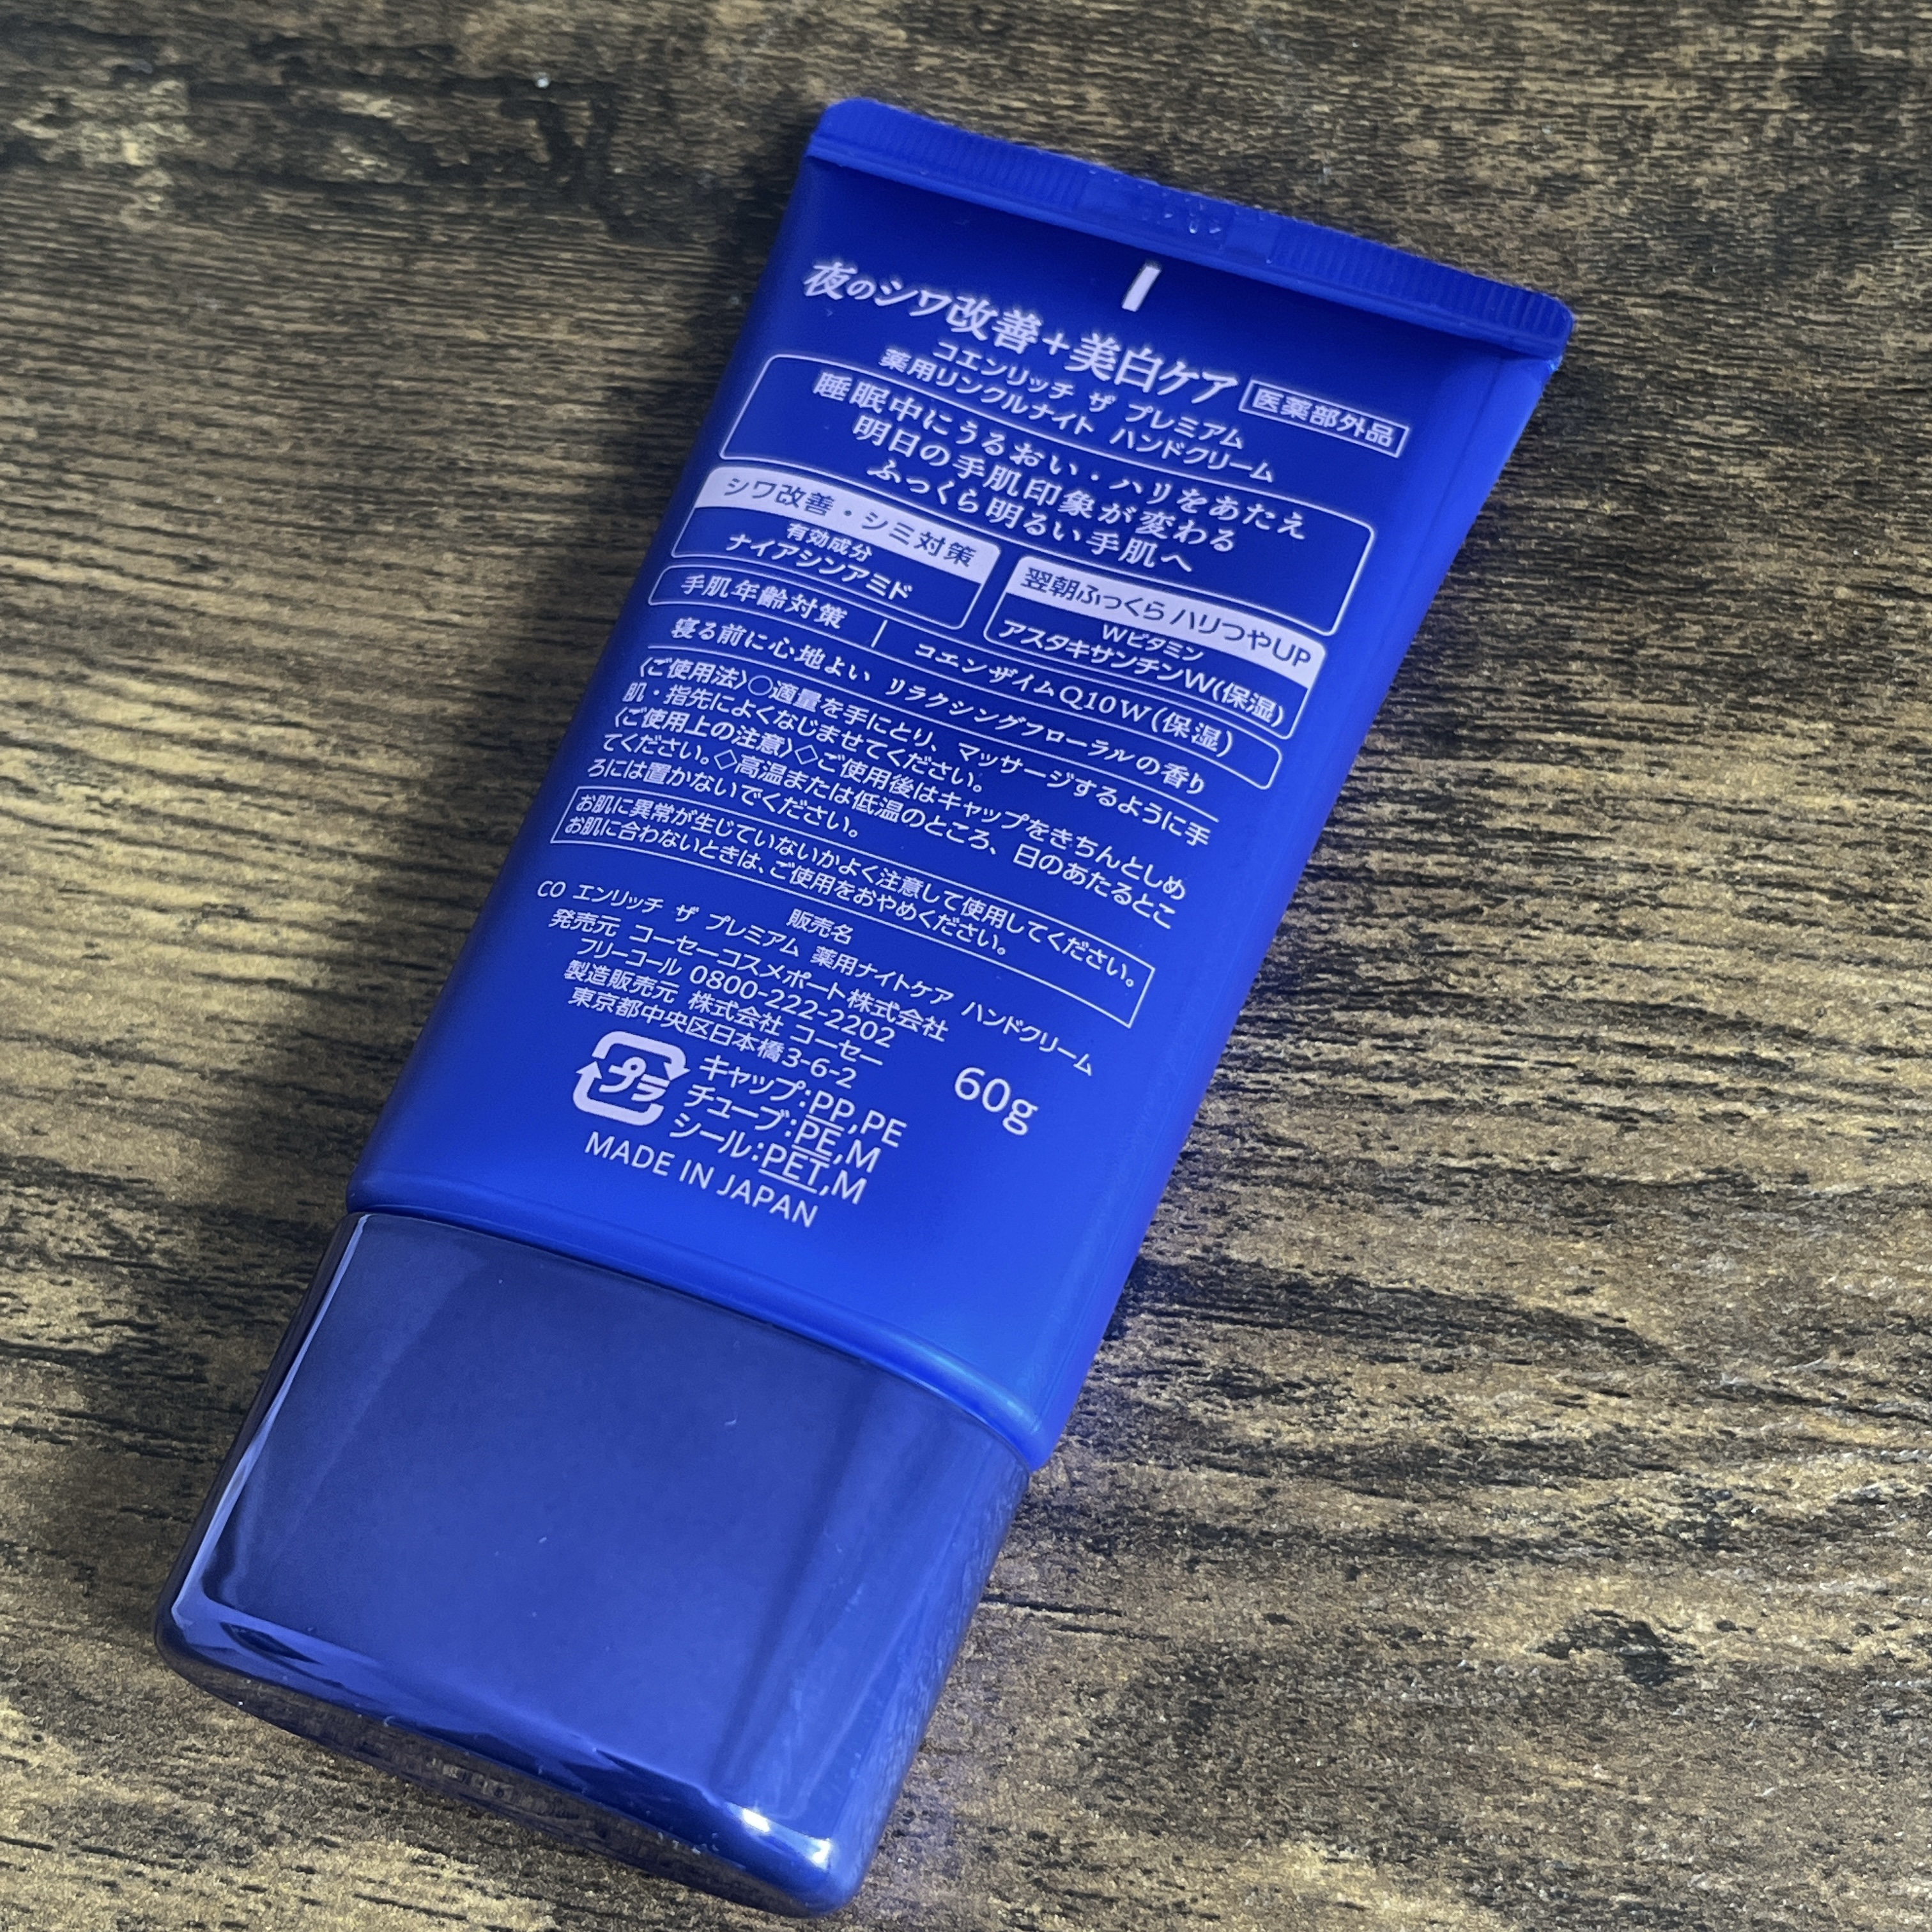 夜のシワ改善+美白ケア 医薬部外品
コエンリッチ ザ プレミアム
薬用リンクルナイト ハンドクリーム
睡眠中にうるおい・ハリをあたえ
明日の手肌印象が変わる
ふっくら明るい手肌へ
シワ改善・シミ対策
有効成分
ナイアシンアミド
翌朝ふっくらハリつやUP
Wビタミン
アスタキサンチンW(保湿)
手肌年齢対策 | コエンザイムQ10W(保湿)
寝る前に心地よい リラクシングフローラルの香り
〈ご使用法〉○適量を手にとり、マッサージするように手
肌・指先によくなじませてください。
〈ご使用上の注意〉◇ご使用後はキャップをきちんとしめ
てください。◇高温または低温のところ、日のあたるとこ
ろには置かないでください。
お肌に異常が生じていないかよく注意して使用してください。
お肌に合わないときは、ご使用をおやめください。
販売名
CO エンリッチ ザ プレミアム 薬用ナイトケア ハンドクリーム
発売元 コーセーコスメポート株式会社
フリーコール 0800-222-2202
製造販売元 株式会社 コーセー
東京都中央区日本橋3-6-2
60g
プラ
キャップ:PP,PE
チューブ:PE,M
シール:PET,M
MADE IN JAPAN